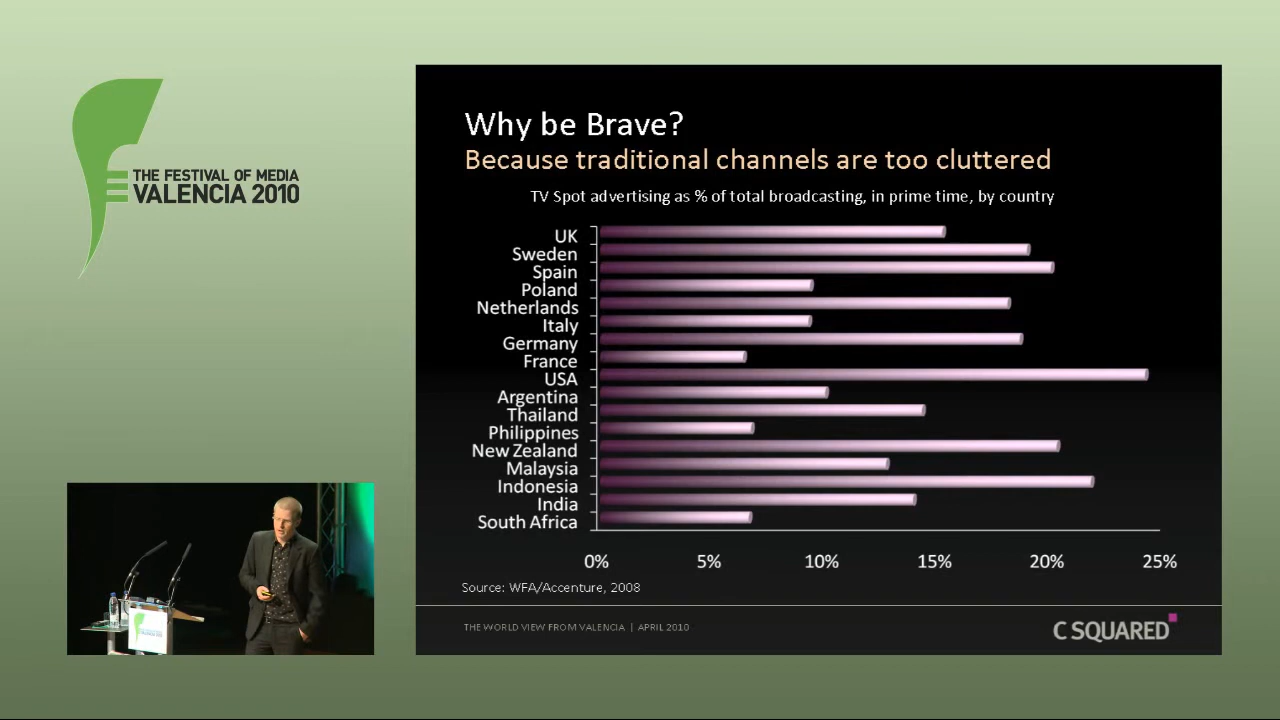 THE FESTIVAL OF MEDIA
VALENCIA 2010
Why be Brave?
Because traditional channels are too cluttered
TV Spot advertising as % of total broadcasting, in prime time, by country
UK
Sweden
Spain
Poland
Netherlands
Italy
Germany
France
USA
Argentina
Thailand
Philippines
New Zealand
Malaysia
Indonesia
India
South Africa
0% 5% 10% 15% 20% 25%
Source: WFA/Accenture, 2008
THE WORLD VIEW FROM VALENCIA | APRIL 2010
C SQUARED